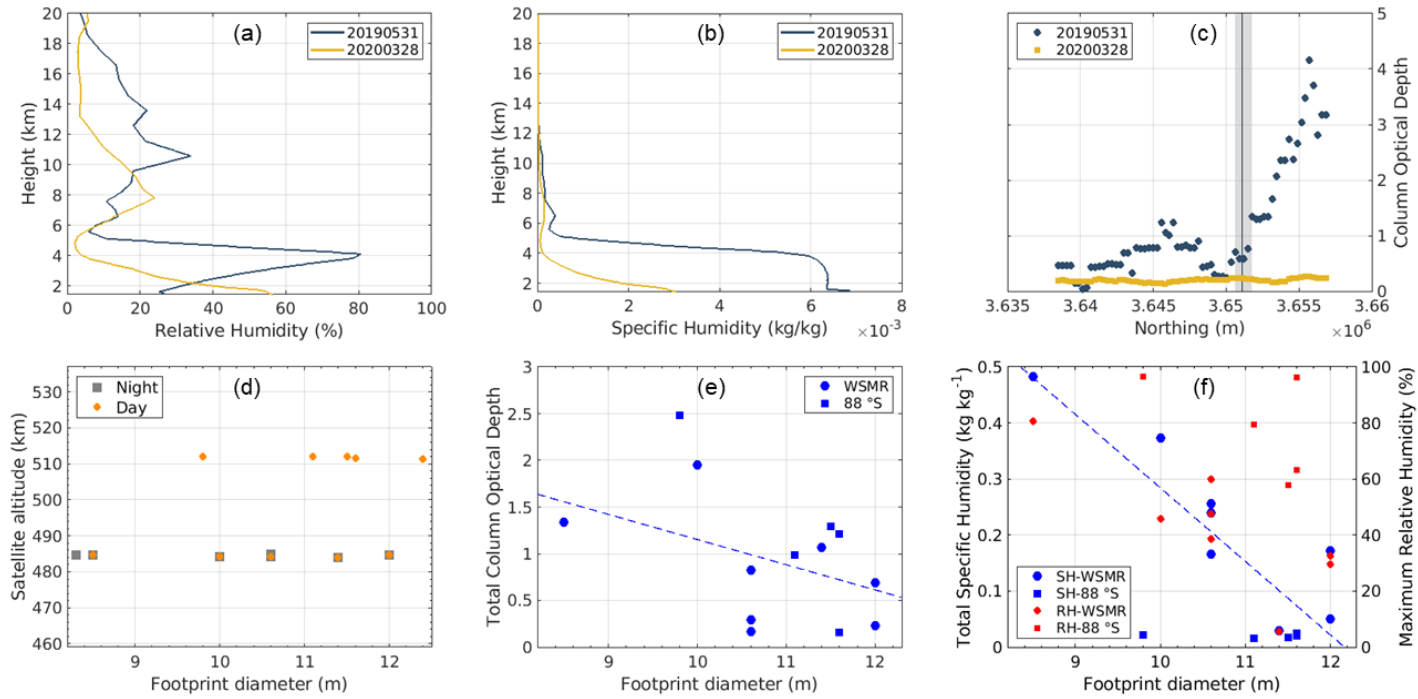 (a)
20190531
20200328
20
18
16
14
12
10
8
6
4
2
0 20 40 60 80 100
Height (km)
Relative Humidity (%)
(b)
20190531
20200328
20
18
16
14
12
10
8
6
4
2
0 2 4 6 8
×10⁻³
Height (km)
Specific Humidity (kg/kg)
(c)
20190531
20200328
5
4
3
2
1
0
3.635 3.64 3.645 3.65 3.655 3.66
×10⁶
Northing (m)
Column Optical Depth
(d)
Night
Day
530
520
510
500
490
480
470
460
9 10 11 12
Satellite altitude (km)
Footprint diameter (m)
(e)
WSMR
88 °S
3
2.5
2
1.5
1
0.5
0
9 10 11 12
Total Column Optical Depth
Footprint diameter (m)
(f)
0.5
0.4
0.3
0.2
0.1
0
100
80
60
40
20
0
SH-WSMR
SH-88 °S
RH-WSMR
RH-88 °S
9 10 11 12
Total Specific Humidity (kg kg⁻¹)
Maximum Relative Humidity (%)
Footprint diameter (m)